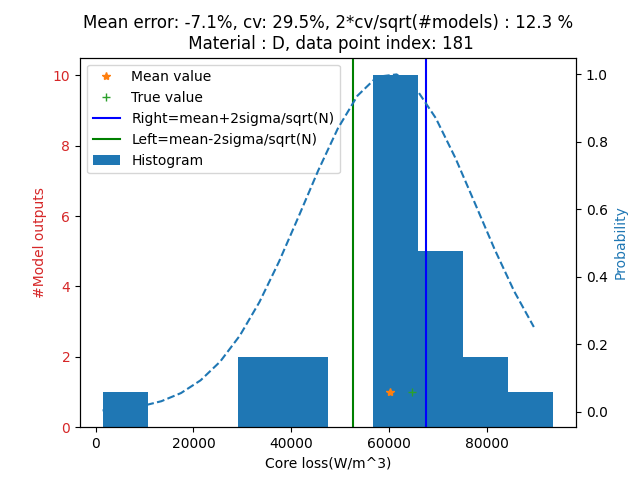 Mean error: -7.1%, cv: 29.5%, 2*cv/sqrt(#models) : 12.3 %
Material : D, data point index: 181
Mean value
True value
Right=mean+2sigma/sqrt(N)
Left=mean-2sigma/sqrt(N)
Histogram
#Model outputs
10
8
6
4
2
0
1.0
0.8
0.6
0.4
0.2
0.0
Probability
0 20000 40000 60000 80000
Core loss(W/m^3)